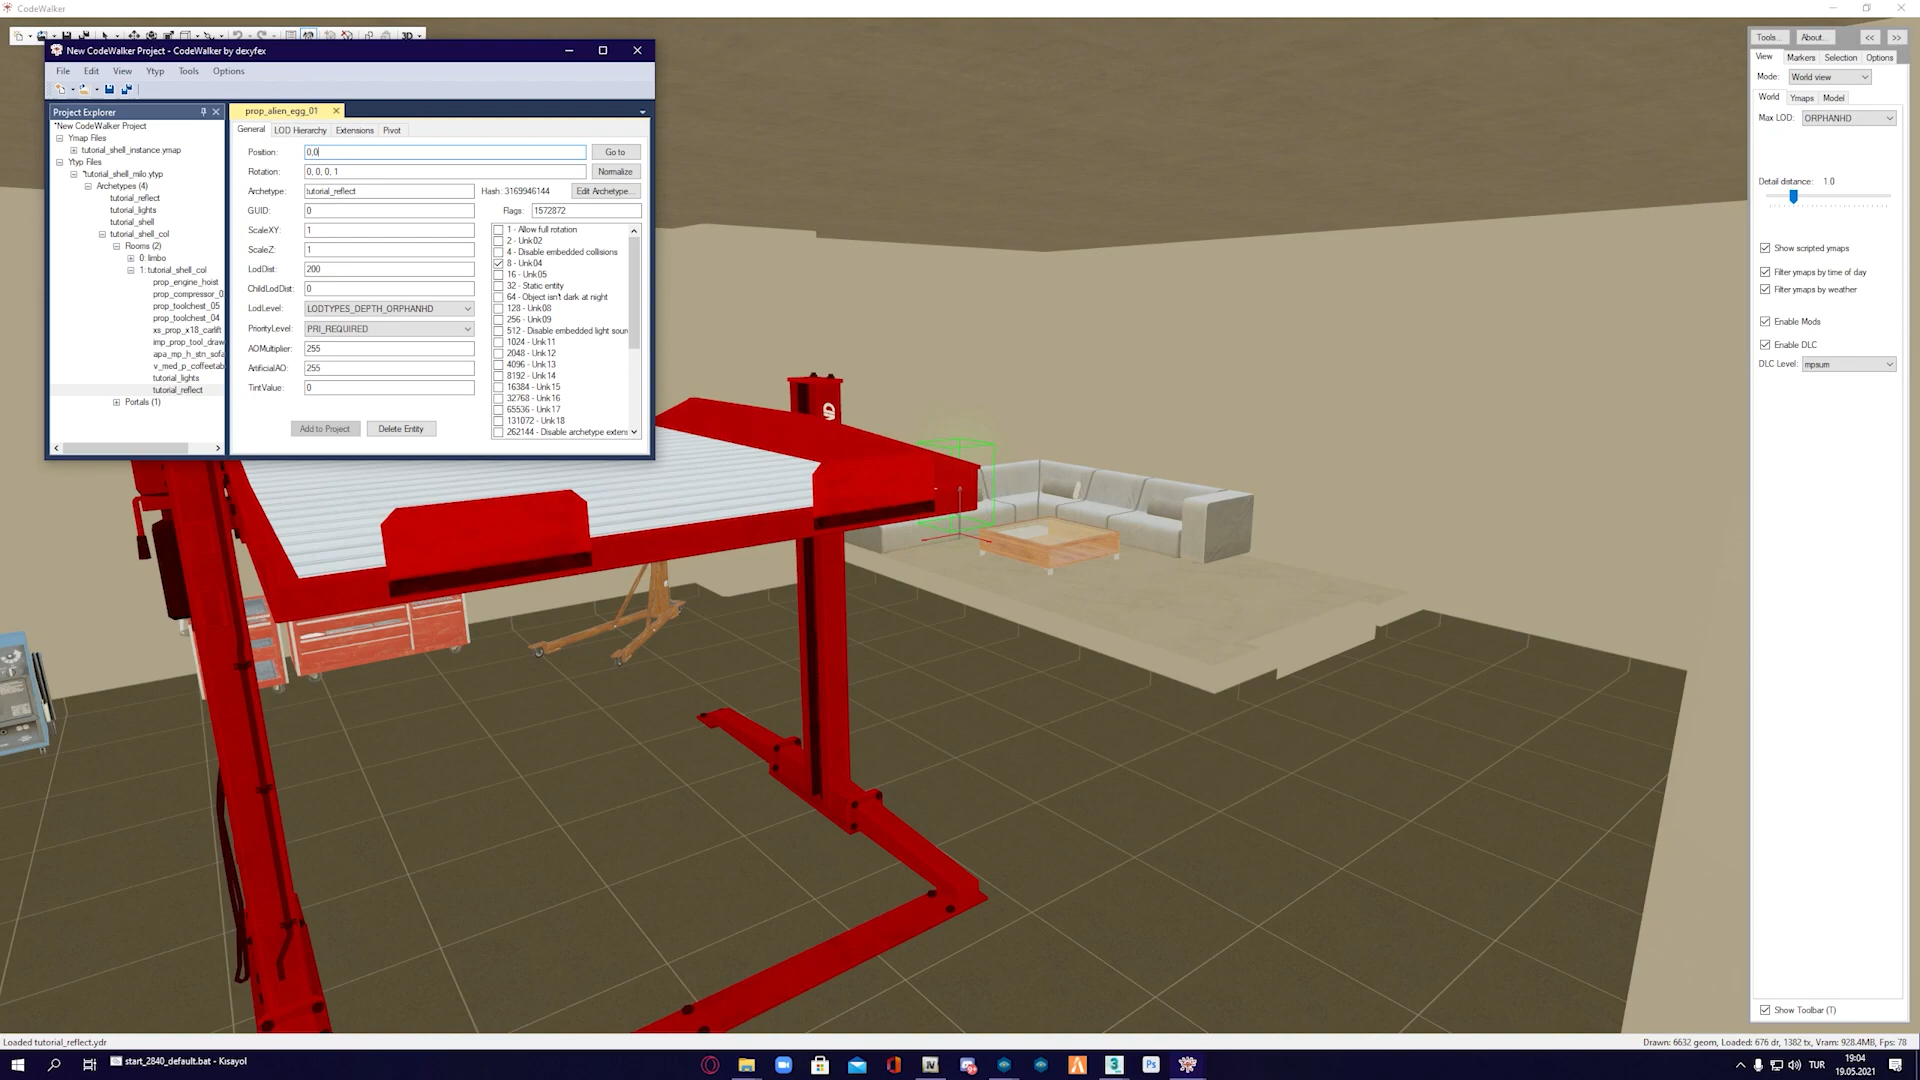 CodeWalker
3D
New CodeWalker Project - CodeWalker by dexyfex
File Edit View Ytyp Tools Options
Project Explorer
*New CodeWalker Project
Ymap Files
tutorial_shell_instance.ymap
Ytyp Files
*tutorial_shell_milo.ytyp
Archetypes (4)
tutorial_reflect
tutorial_lights
tutorial_shell
tutorial_shell_col
Rooms (2)
0: limbo
1: tutorial_shell_col
prop_engine_hoist
prop_compressor_0
prop_toolchest_05
prop_toolchest_04
xs_prop_x18_carlift
imp_prop_tool_draw
apa_mp_h_stn_sofa
v_med_p_coffeetab
tutorial_lights
tutorial_reflect
Portals (1)
prop_alien_egg_01
General LOD Hierarchy Extensions Pivot
Position: 0,0 Go to
Rotation: 0, 0, 0, 1 Normalize
Archetype: tutorial_reflect Hash: 3169946144 Edit Archetype...
GUID: 0 Flags: 1572872
ScaleXY: 1
ScaleZ: 1
LodDist: 200
ChildLodDist: 0
LodLevel: LODTYPES_DEPTH_ORPHANHD
PriorityLevel: PRI_REQUIRED
AOMultiplier: 255
ArtificialAO: 255
TintValue: 0
1 - Allow full rotation
2 - Unk02
4 - Disable embedded collisions
8 - Unk04
16 - Unk05
32 - Static entity
64 - Object isn't dark at night
128 - Unk08
256 - Unk09
512 - Disable embedded light sour
1024 - Unk11
2048 - Unk12
4096 - Unk13
8192 - Unk14
16384 - Unk15
32768 - Unk16
65536 - Unk17
131072 - Unk18
262144 - Disable archetype extens
Add to Project Delete Entity
Tools... About... << >>
View Markers Selection Options
Mode: World view
World Ymaps Model
Max LOD: ORPHANHD
Detail distance: 1.0
Show scripted ymaps
Filter ymaps by time of day
Filter ymaps by weather
Enable Mods
Enable DLC
DLC Level: mpsum
Show Toolbar (T)
Loaded tutorial_reflect.ydr
Drawn: 6632 geom, Loaded: 676 dr, 1382 tx, Vram: 928.4MB, Fps: 78
start_2840_default.bat - Kısayol
IV
3
Ps
TUR
19:04
19.05.2021